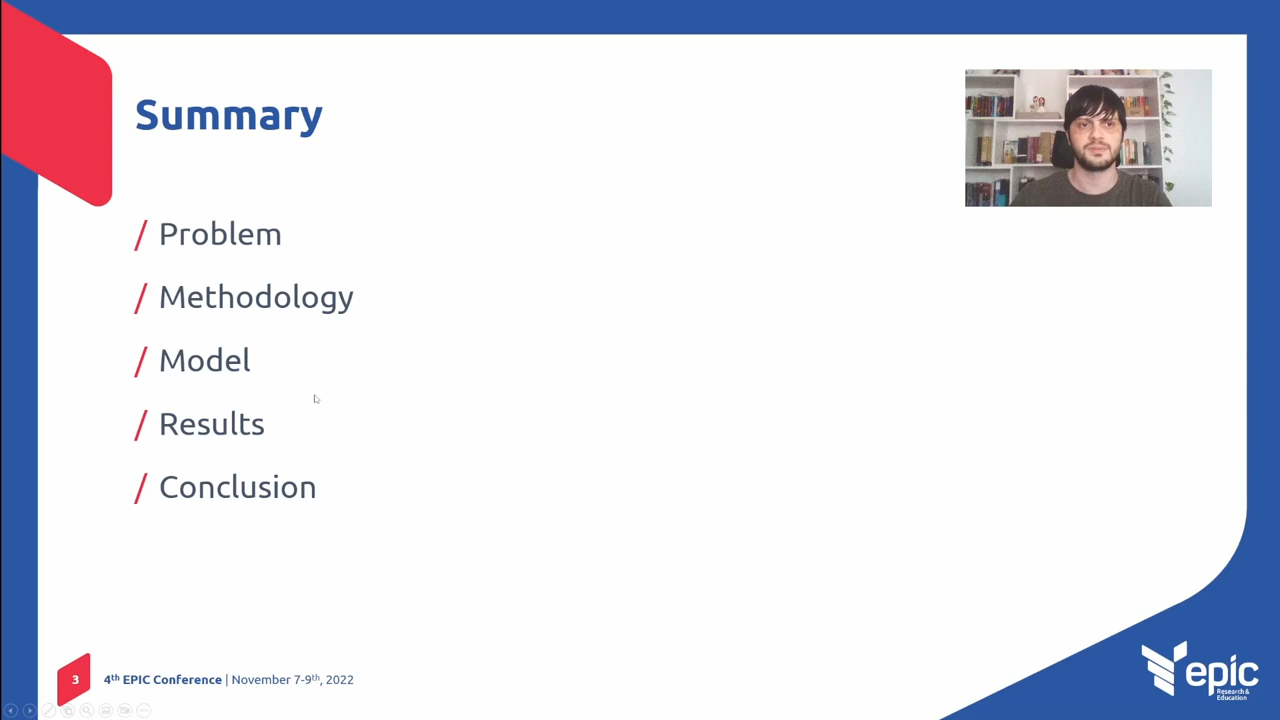 Summary
/ Problem
/ Methodology
/ Model
/ Results
/ Conclusion
3
4th EPIC Conference | November 7-9th, 2022
epic
Research &
Education